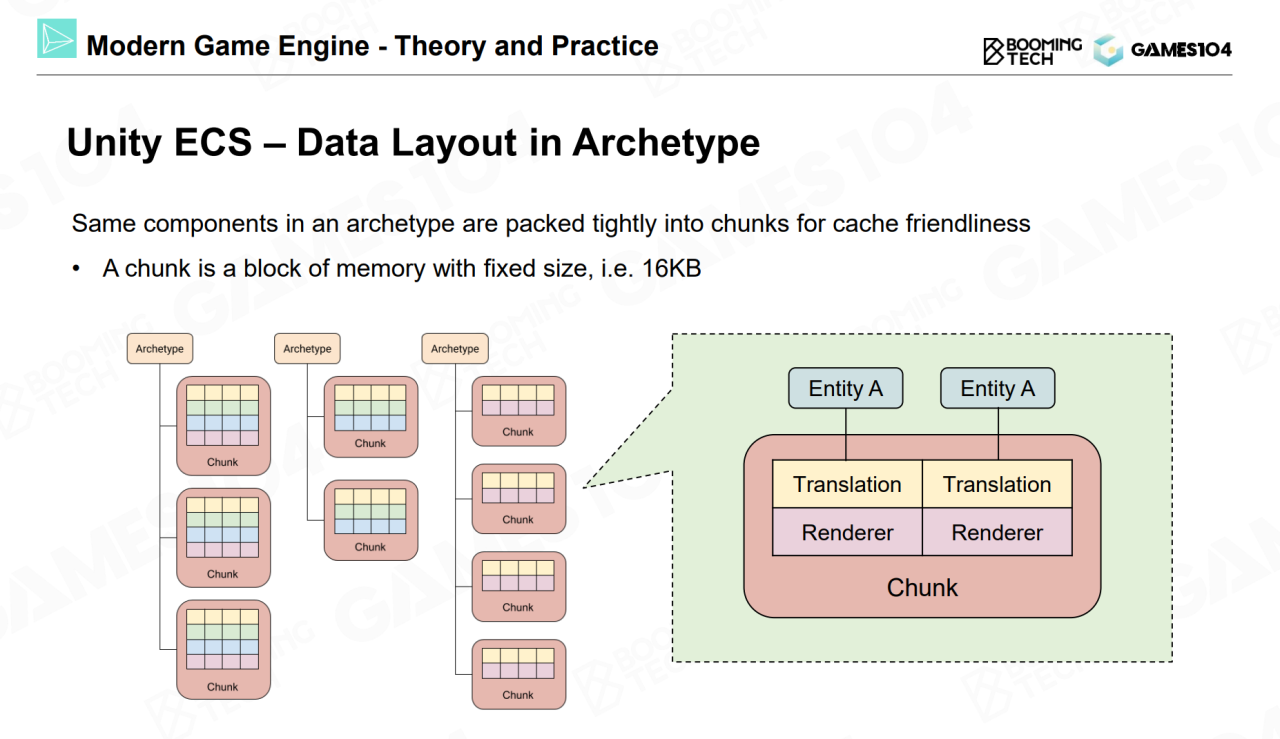 Modern Game Engine - Theory and Practice
BOOMING
TECH
GAMES104
Unity ECS – Data Layout in Archetype
Same components in an archetype are packed tightly into chunks for cache friendliness
• A chunk is a block of memory with fixed size, i.e. 16KB
Archetype
Chunk
Chunk
Chunk
Archetype
Chunk
Chunk
Archetype
Chunk
Chunk
Chunk
Chunk
Entity A Entity A
Translation Translation
Renderer Renderer
Chunk